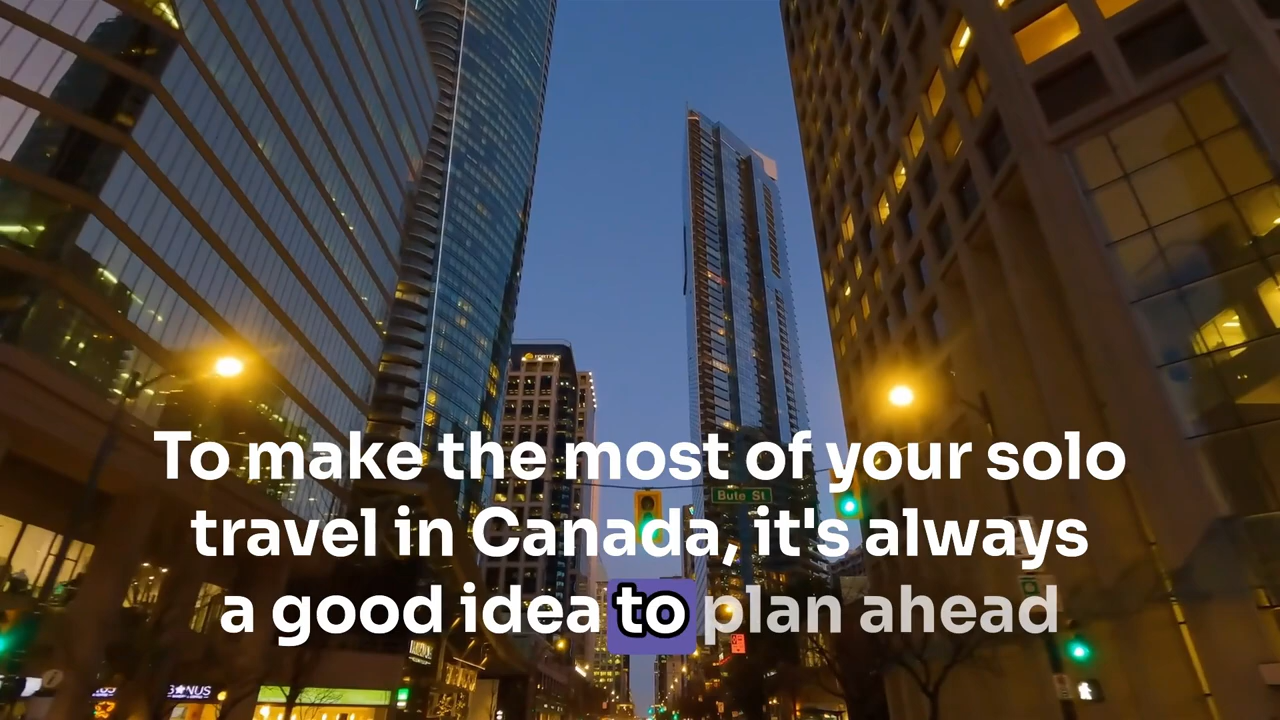 To make the most of your solo
travel in Canada, it's always
a good idea to plan ahead
Bute St
BONUS